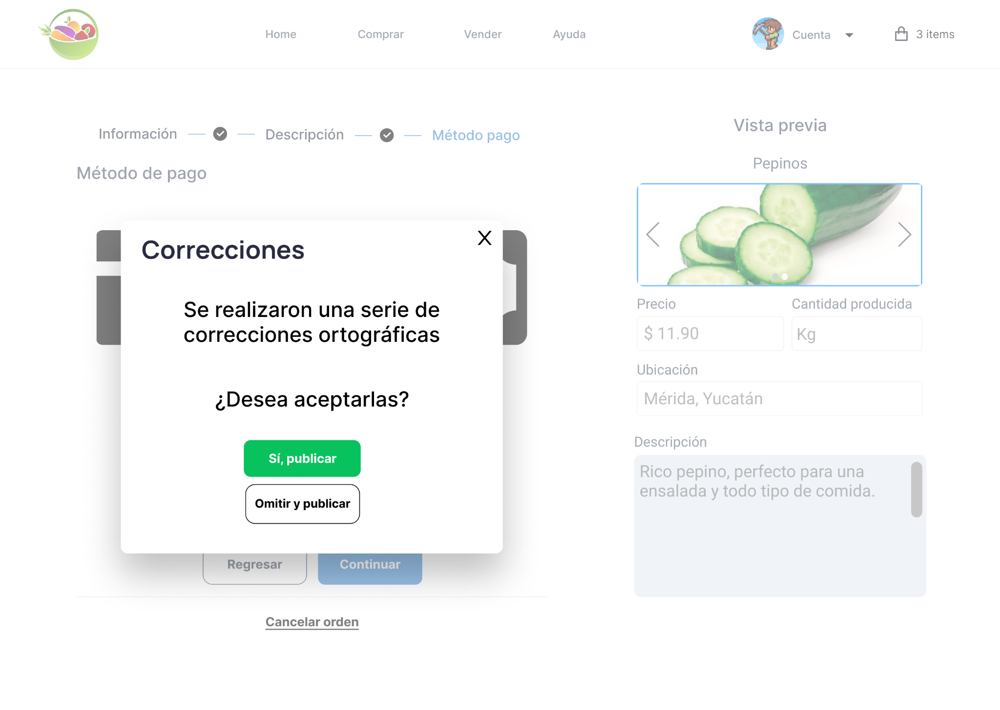 Home
Comprar
Vender
Ayuda
Cuenta
3 items
Información
Descripción
Método pago
Método de pago
Correcciones
X
Se realizaron una serie de
correcciones ortográficas
¿Desea aceptarlas?
Sí, publicar
Omitir y publicar
Regresar
Continuar
Cancelar orden
Vista previa
Pepinos
Precio
Cantidad producida
$ 11.90
Kg
Ubicación
Mérida, Yucatán
Descripción
Rico pepino, perfecto para una
ensalada y todo tipo de comida.